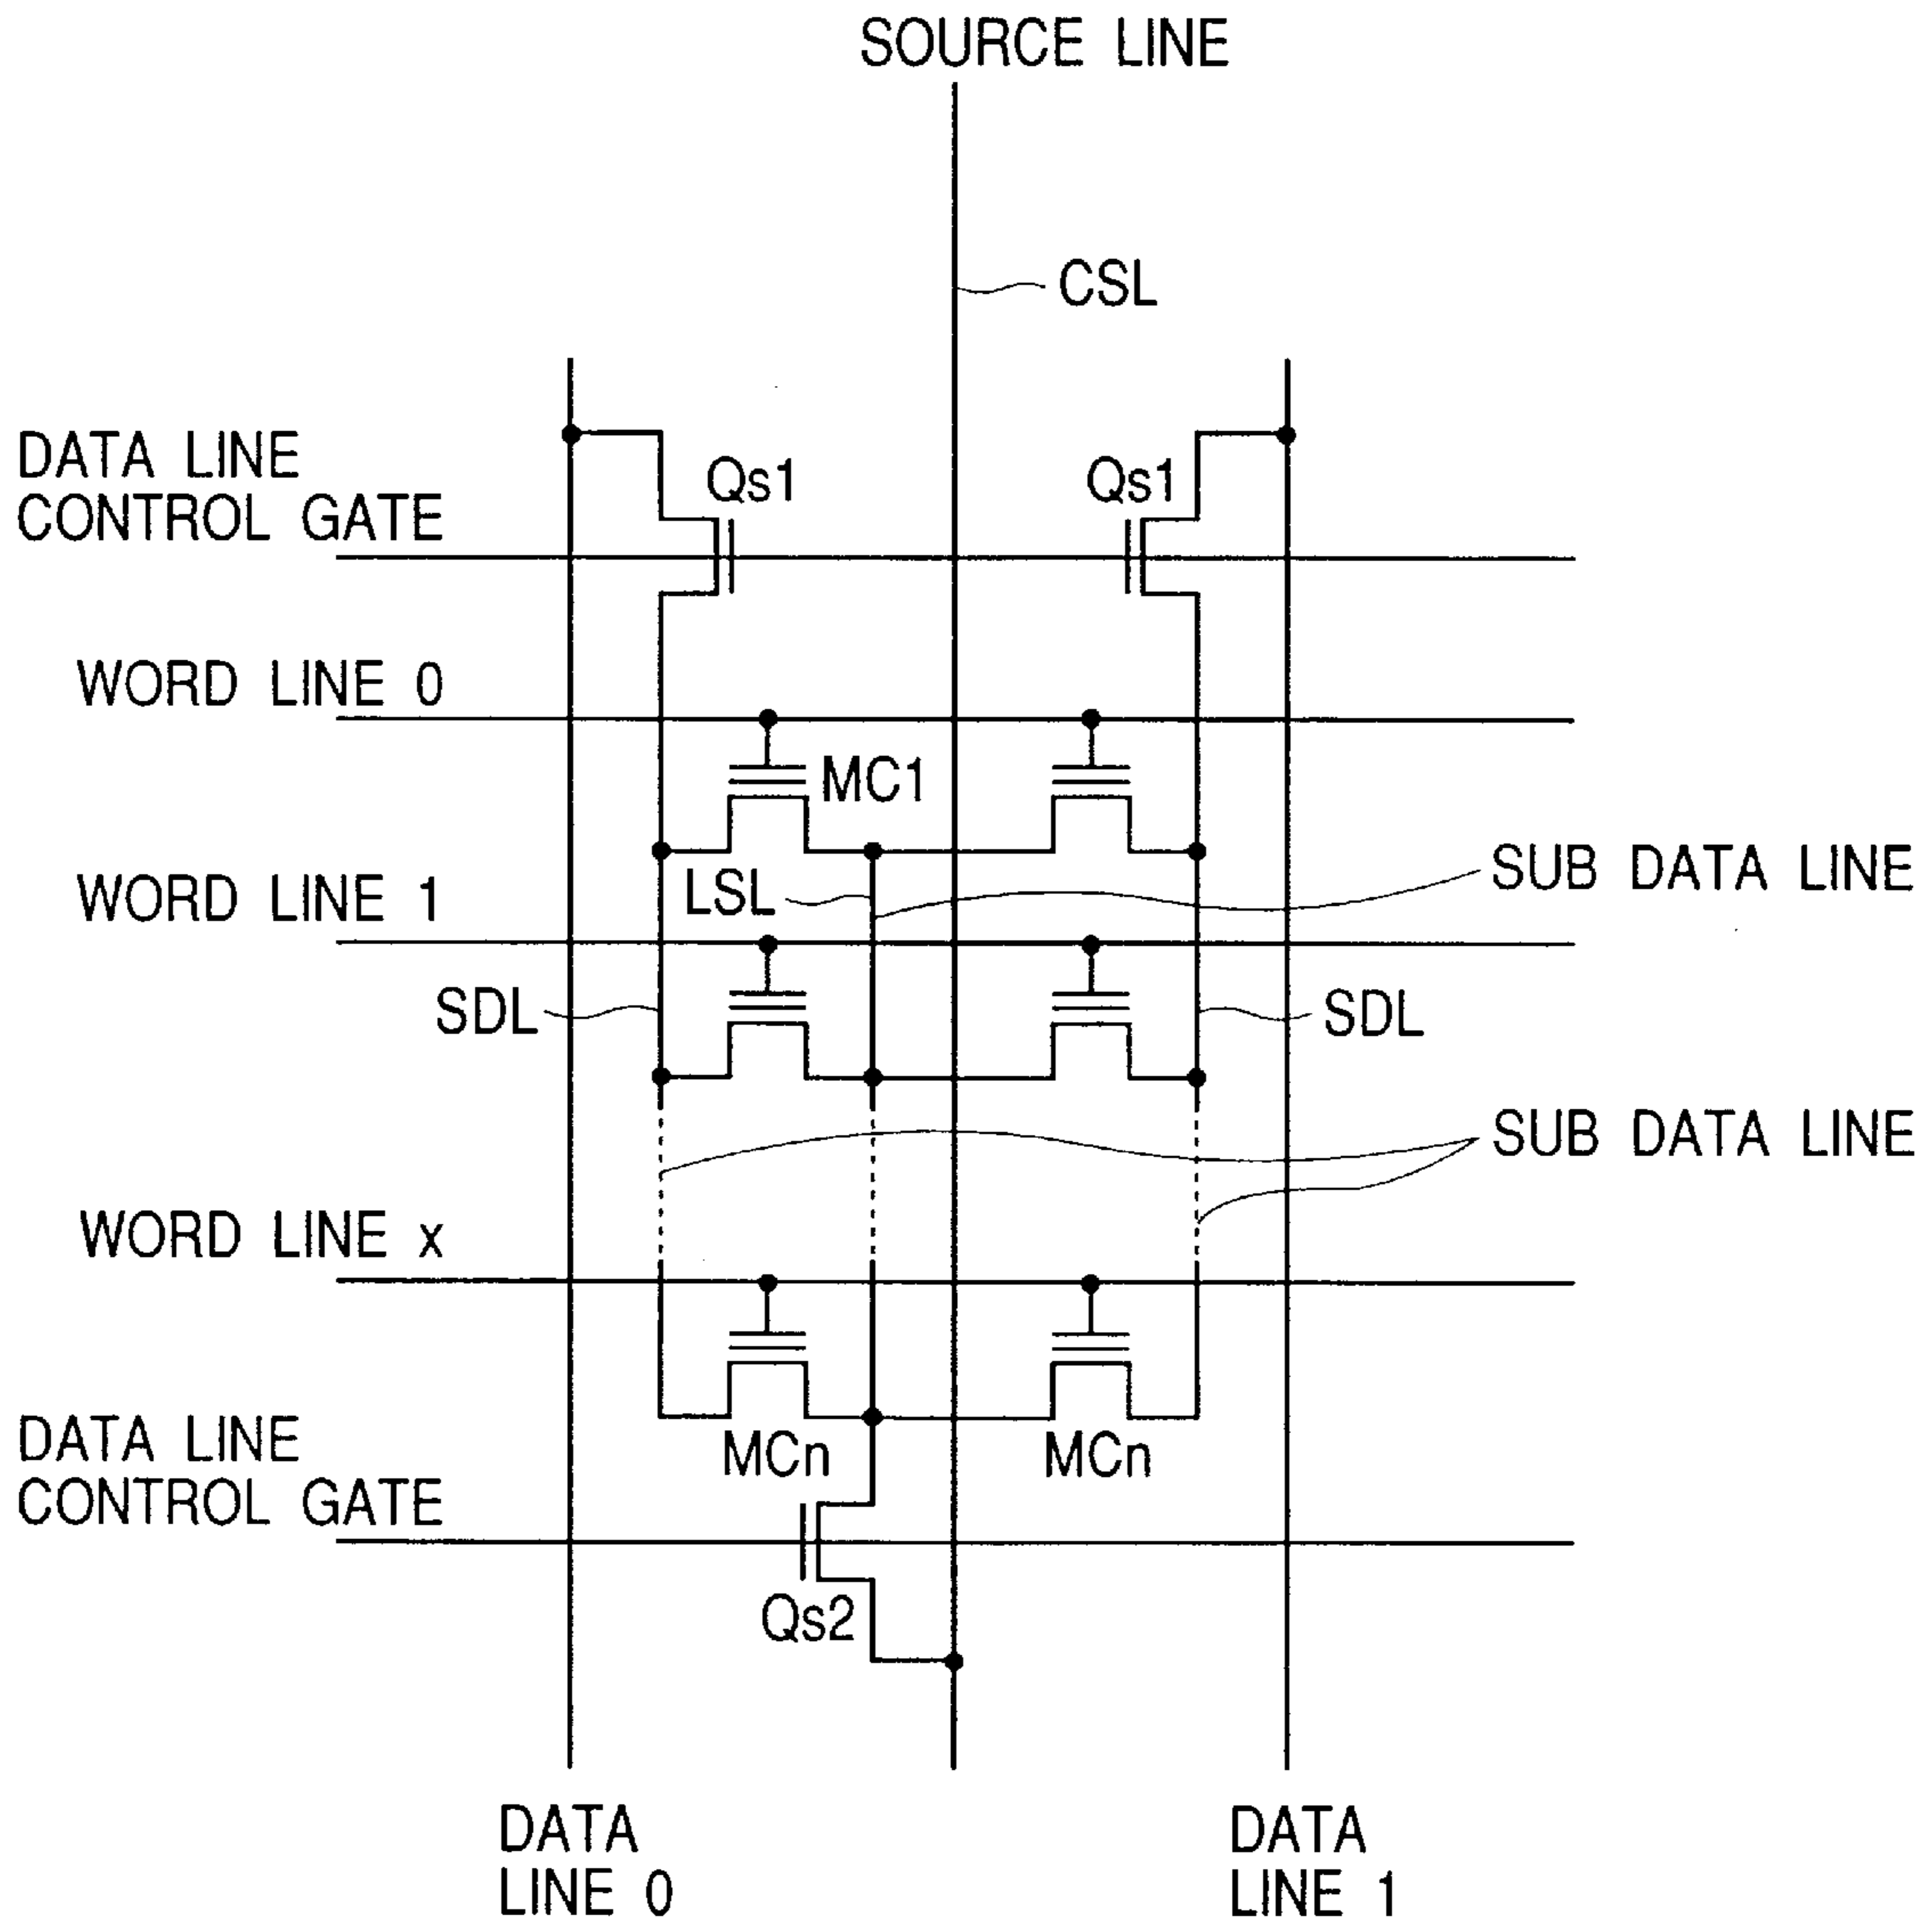 SOURCE LINE
CSL
DATA LINE
CONTROL GATE
Qs1
Qs1
WORD LINE 0
MC1
WORD LINE 1
LSL
SUB DATA LINE
SDL
SDL
SUB DATA LINE
WORD LINE x
DATA LINE
CONTROL GATE
MCn
MCn
Qs2
DATA
LINE 0
DATA
LINE 1